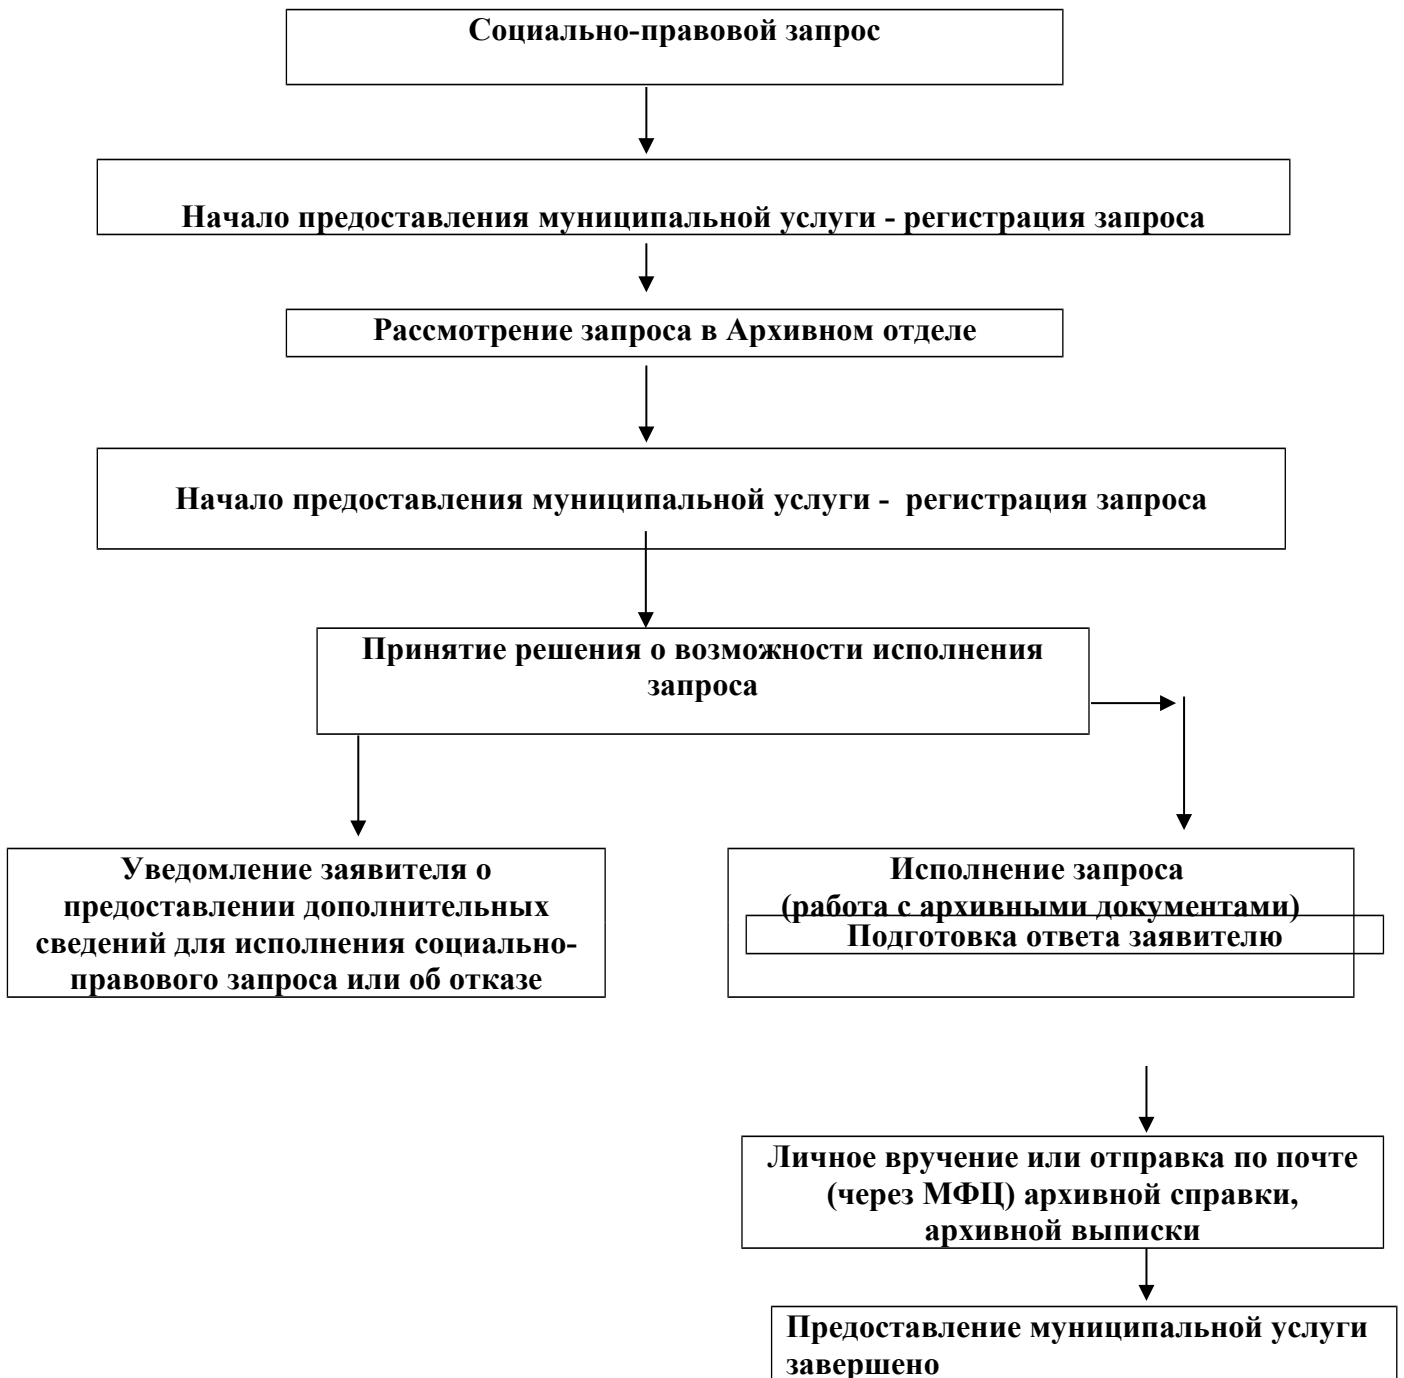 Социально-правовой запрос
Начало предоставления муниципальной услуги - регистрация запроса
Рассмотрение запроса в Архивном отделе
Начало предоставления муниципальной услуги -  регистрация запроса
Принятие решения о возможности исполнения
запроса
Уведомление заявителя о
предоставлении дополнительных
сведений для исполнения социально-
правового запроса или об отказе
Исполнение запроса
(работа с архивными документами)
Подготовка ответа заявителю
Личное вручение или отправка по почте
(через МФЦ) архивной справки,
архивной выписки
Предоставление муниципальной услуги
завершено